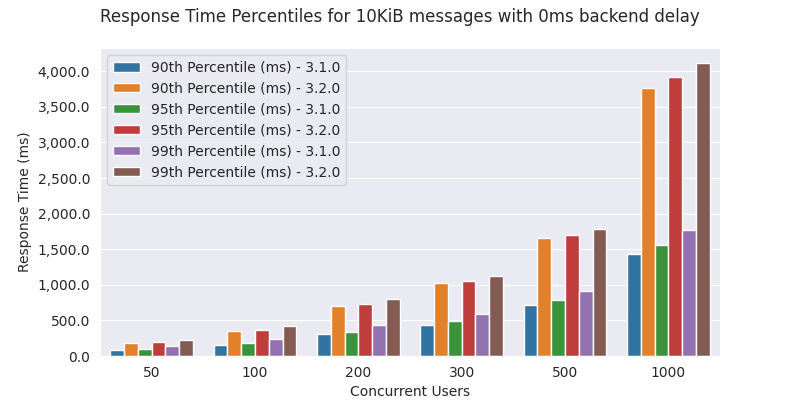 Response Time Percentiles for 10KiB messages with 0ms backend delay
90th Percentile (ms) - 3.1.0
90th Percentile (ms) - 3.2.0
95th Percentile (ms) - 3.1.0
95th Percentile (ms) - 3.2.0
99th Percentile (ms) - 3.1.0
99th Percentile (ms) - 3.2.0
Response Time (ms)
4,000.0
3,500.0
3,000.0
2,500.0
2,000.0
1,500.0
1,000.0
500.0
0.0
50 100 200 300 500 1000
Concurrent Users